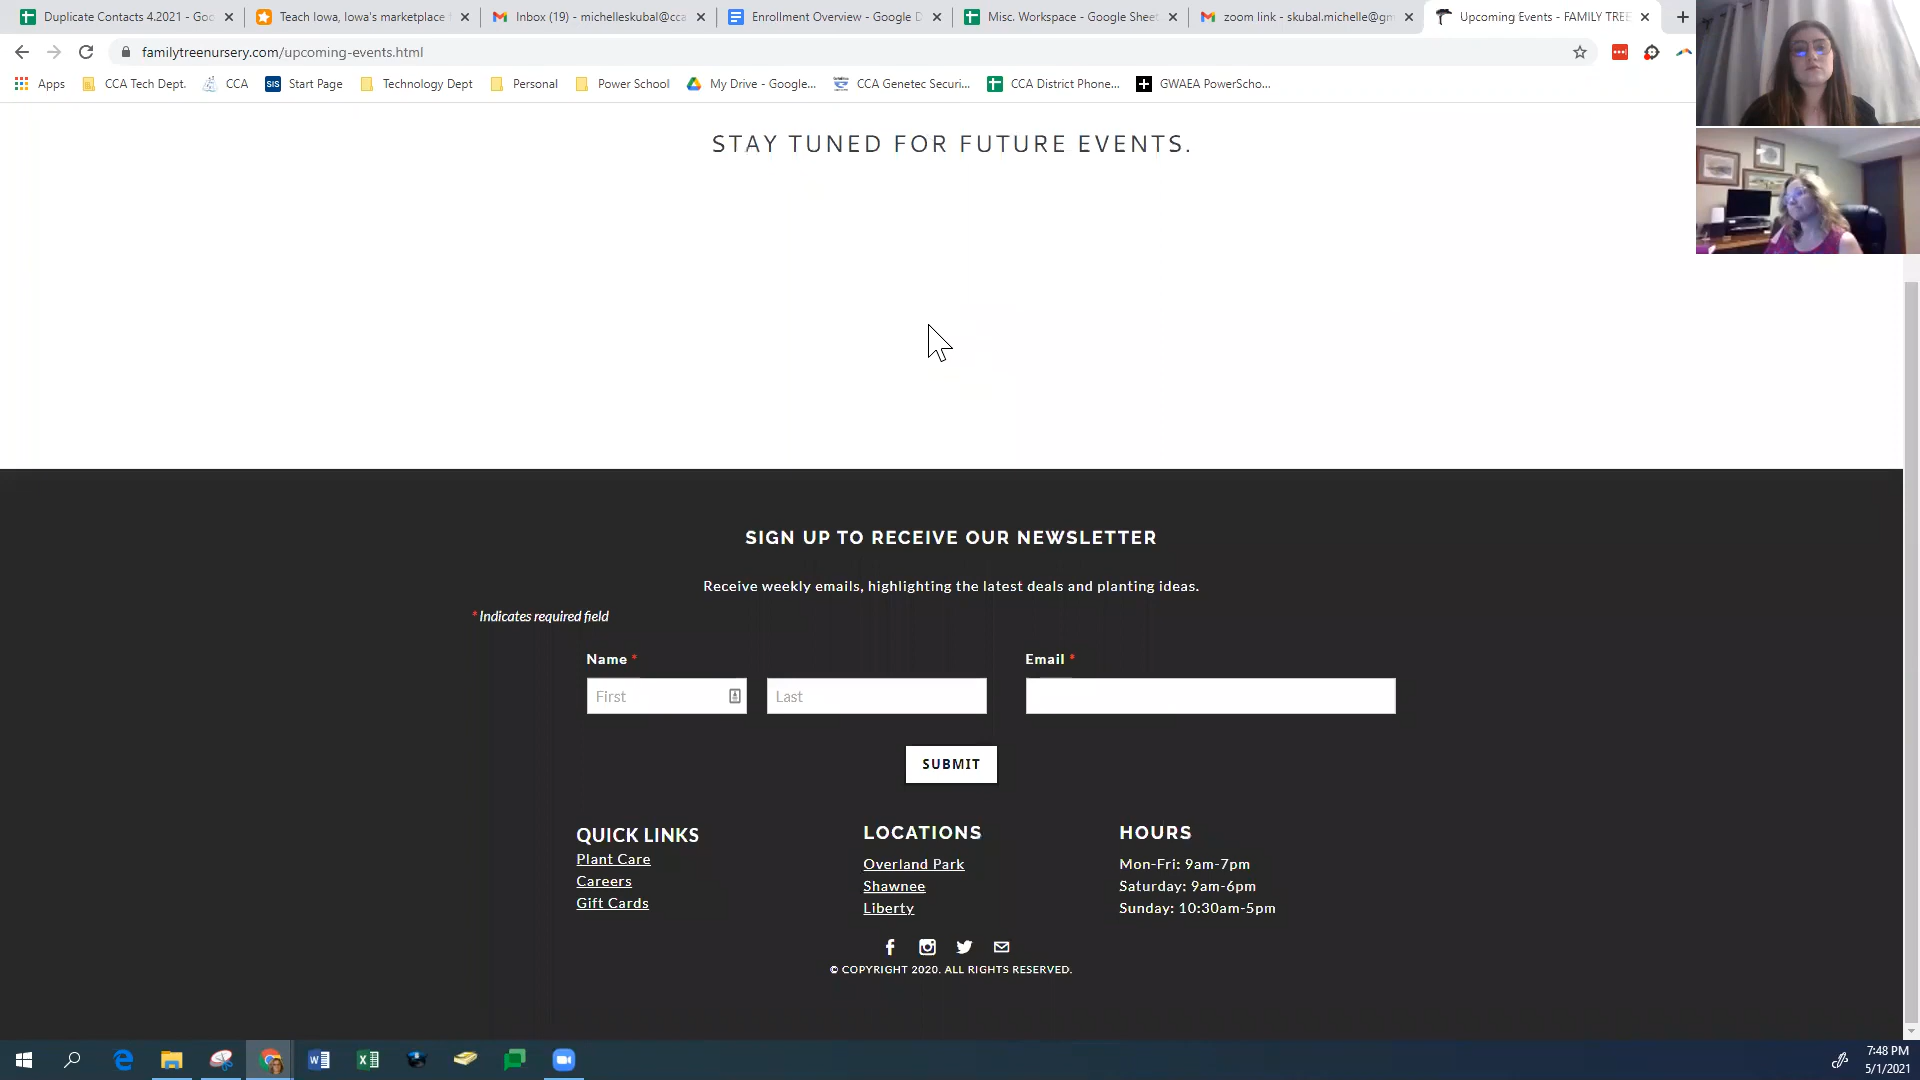 Duplicate Contacts 4.2021 - Goo
Teach Iowa, Iowa's marketplace f
Inbox (19) - michelleskubal@cca
Enrollment Overview - Google D
Misc. Workspace - Google Sheet
zoom link - skubal.michelle@gm
Upcoming Events - FAMILY TREE
familytreenursery.com/upcoming-events.html
Apps
CCA Tech Dept.
CCA
SIS
Start Page
Technology Dept
Personal
Power School
My Drive - Google...
CCA Genetec Securi...
CCA District Phone...
GWAEA PowerScho...
STAY TUNED FOR FUTURE EVENTS.
SIGN UP TO RECEIVE OUR NEWSLETTER
Receive weekly emails, highlighting the latest deals and planting ideas.
* Indicates required field
Name *
Email *
First
Last
SUBMIT
QUICK LINKS
Plant Care
Careers
Gift Cards
LOCATIONS
Overland Park
Shawnee
Liberty
HOURS
Mon-Fri: 9am-7pm
Saturday: 9am-6pm
Sunday: 10:30am-5pm
© COPYRIGHT 2020. ALL RIGHTS RESERVED.
7:48 PM
5/1/2021